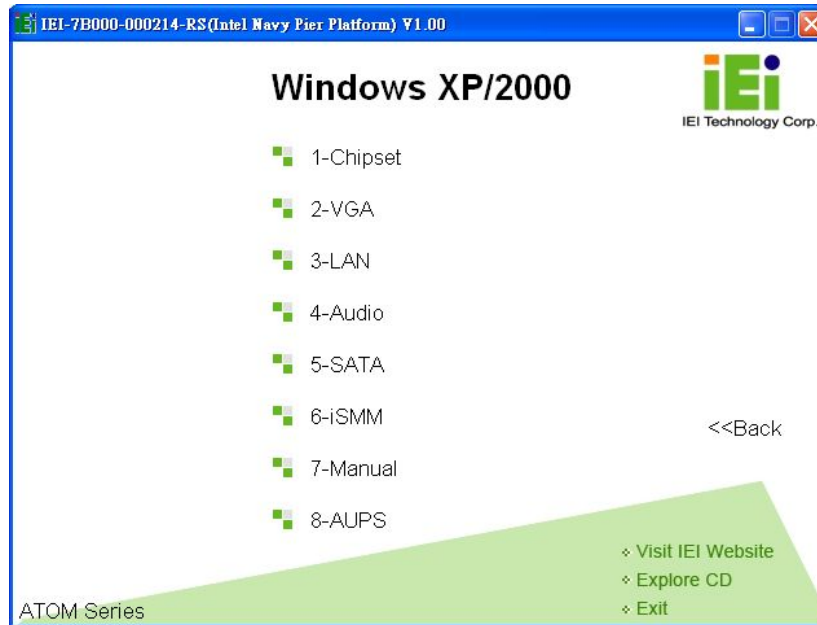 IEI-7B000-000214-RS(Intel Navy Pier Platform) V1.00
Windows XP/2000
iEi
IEI Technology Corp.
1-Chipset
2-VGA
3-LAN
4-Audio
5-SATA
6-iSMM
<<Back
7-Manual
8-AUPS
Visit IEI Website
Explore CD
Exit
ATOM Series